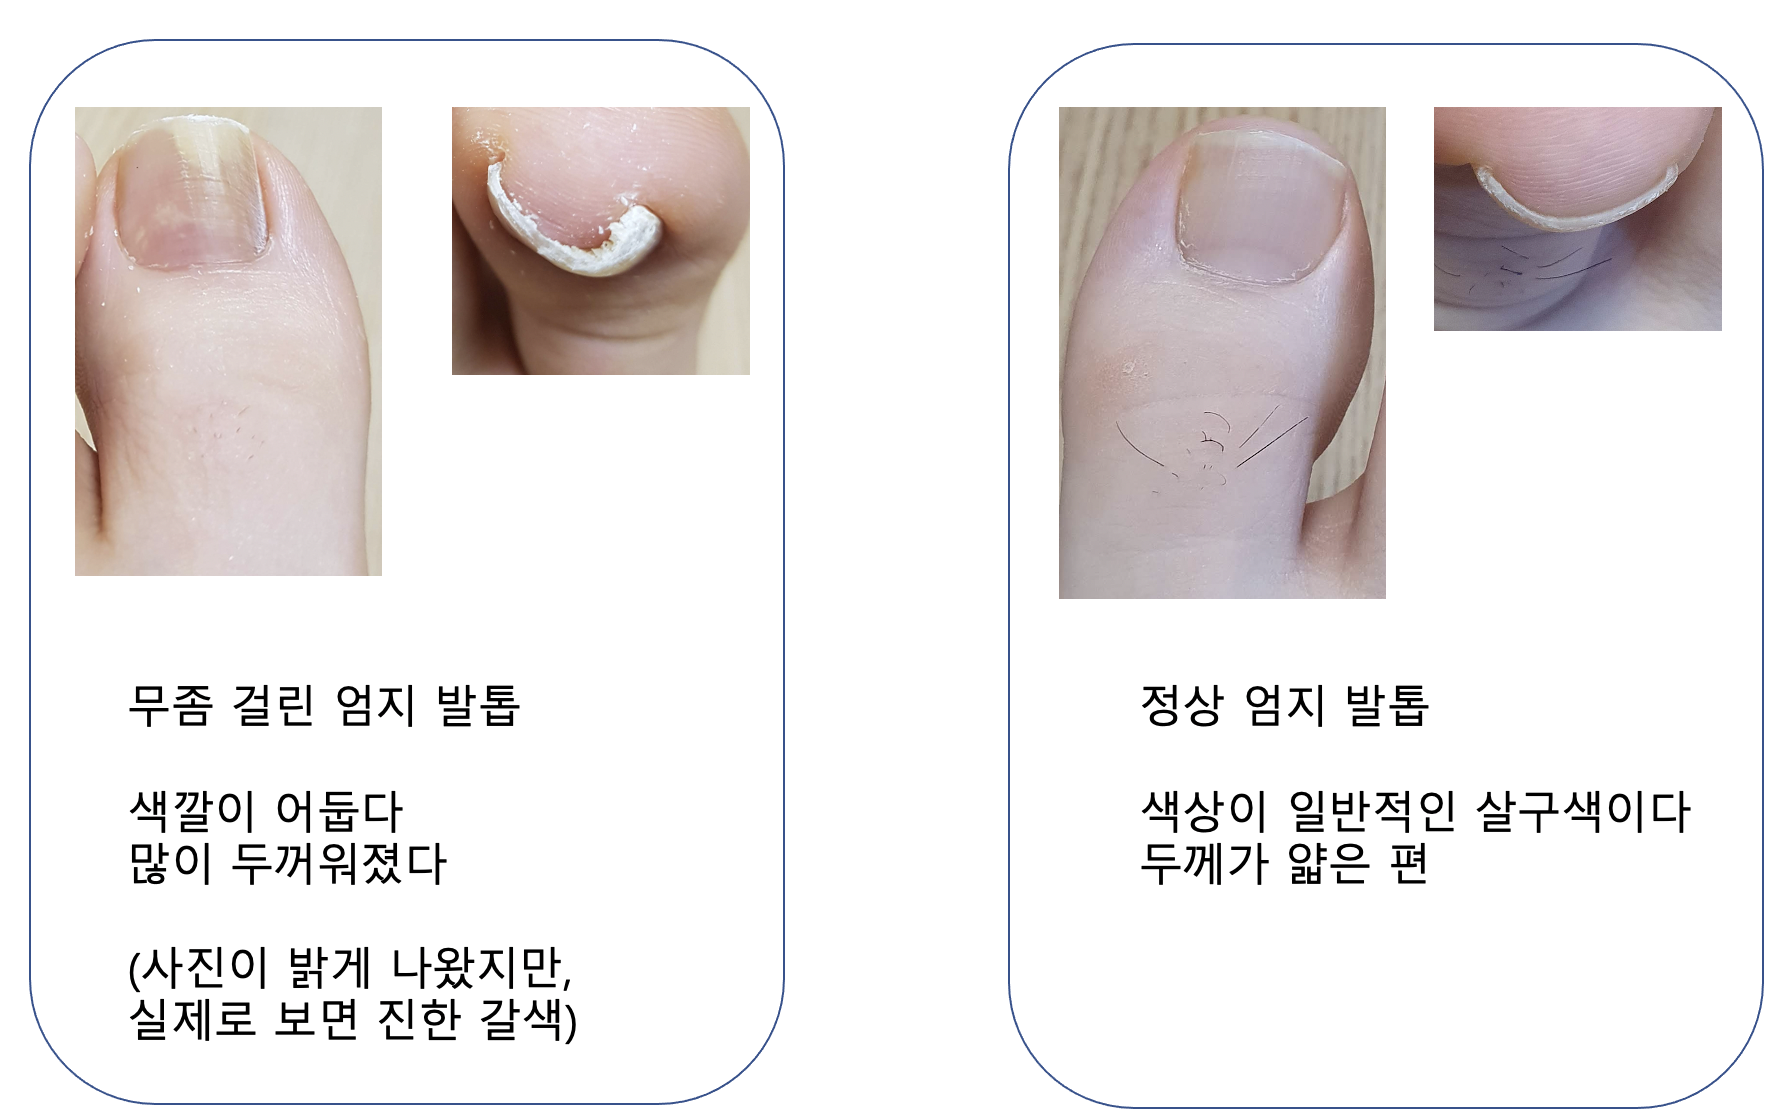 무좀 걸린 엄지 발톱
색깔이 어둡다
많이 두꺼워졌다
(사진이 밝게 나왔지만,
실제로 보면 진한 갈색)
정상 엄지 발톱
색상이 일반적인 살구색이다
두께가 얇은 편